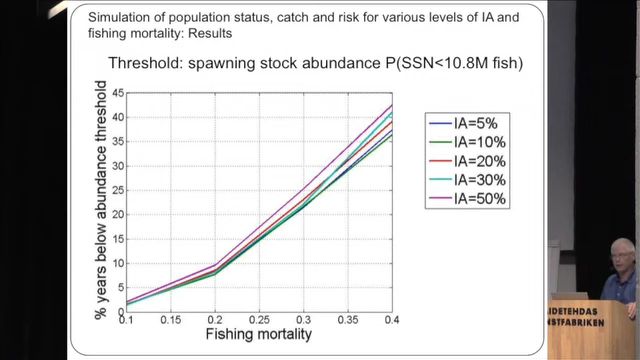 Simulation of population status, catch and risk for various levels of IA and
fishing mortality: Results
Threshold: spawning stock abundance P(SSN<10.8M fish)
% years below abundance threshold
45
40
35
30
25
20
15
10
5
0
0.1 0.15 0.2 0.25 0.3 0.35 0.4
Fishing mortality
IA=5%
IA=10%
IA=20%
IA=30%
IA=50%
AIDETEHDAS
NSTFABRIKEN